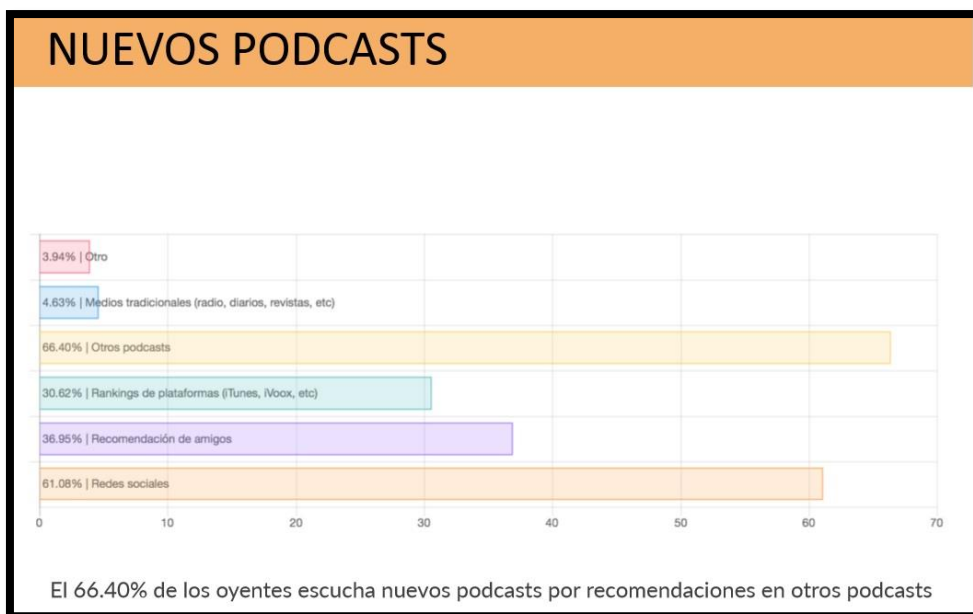 NUEVOS PODCASTS
3.94% | Otro
4.63% | Medios tradicionales (radio, diarios, revistas, etc)
66.40% | Otros podcasts
30.62% | Rankings de plataformas (iTunes, iVoox, etc)
36.95% | Recomendación de amigos
61.08% | Redes sociales
0 10 20 30 40 50 60 70
El 66.40% de los oyentes escucha nuevos podcasts por recomendaciones en otros podcasts